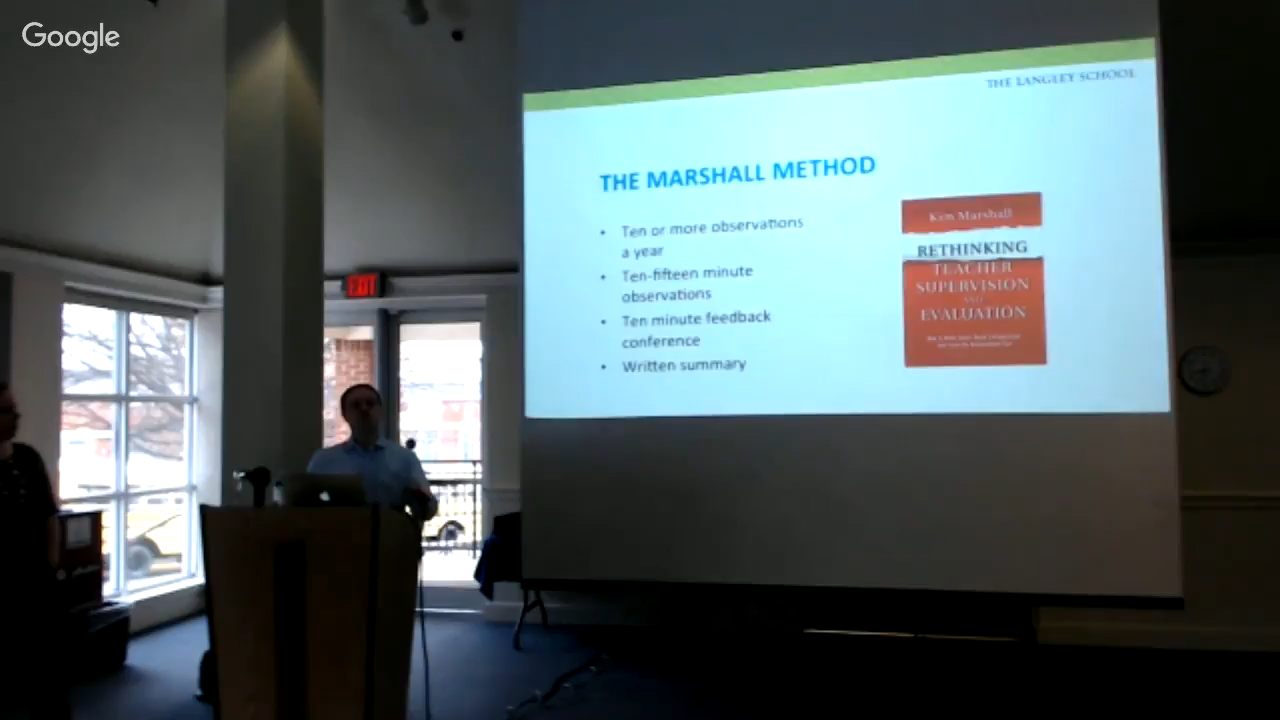 Google
THE LANGLEY SCHOOL
THE MARSHALL METHOD
• Ten or more observations
a year
• Ten-fifteen minute
observations
• Ten minute feedback
conference
• Written summary
Kim Marshall
RETHINKING
TEACHER
SUPERVISION
AND
EVALUATION
EXIT